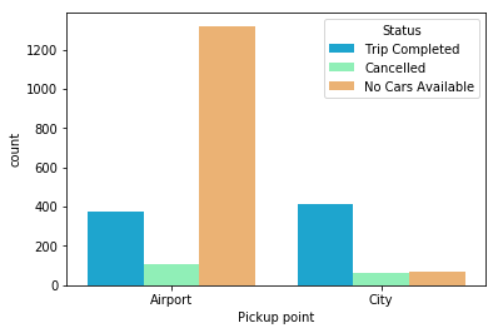 Status
Trip Completed
Cancelled
No Cars Available
1200
1000
800
600
400
200
0
count
Airport
City
Pickup point